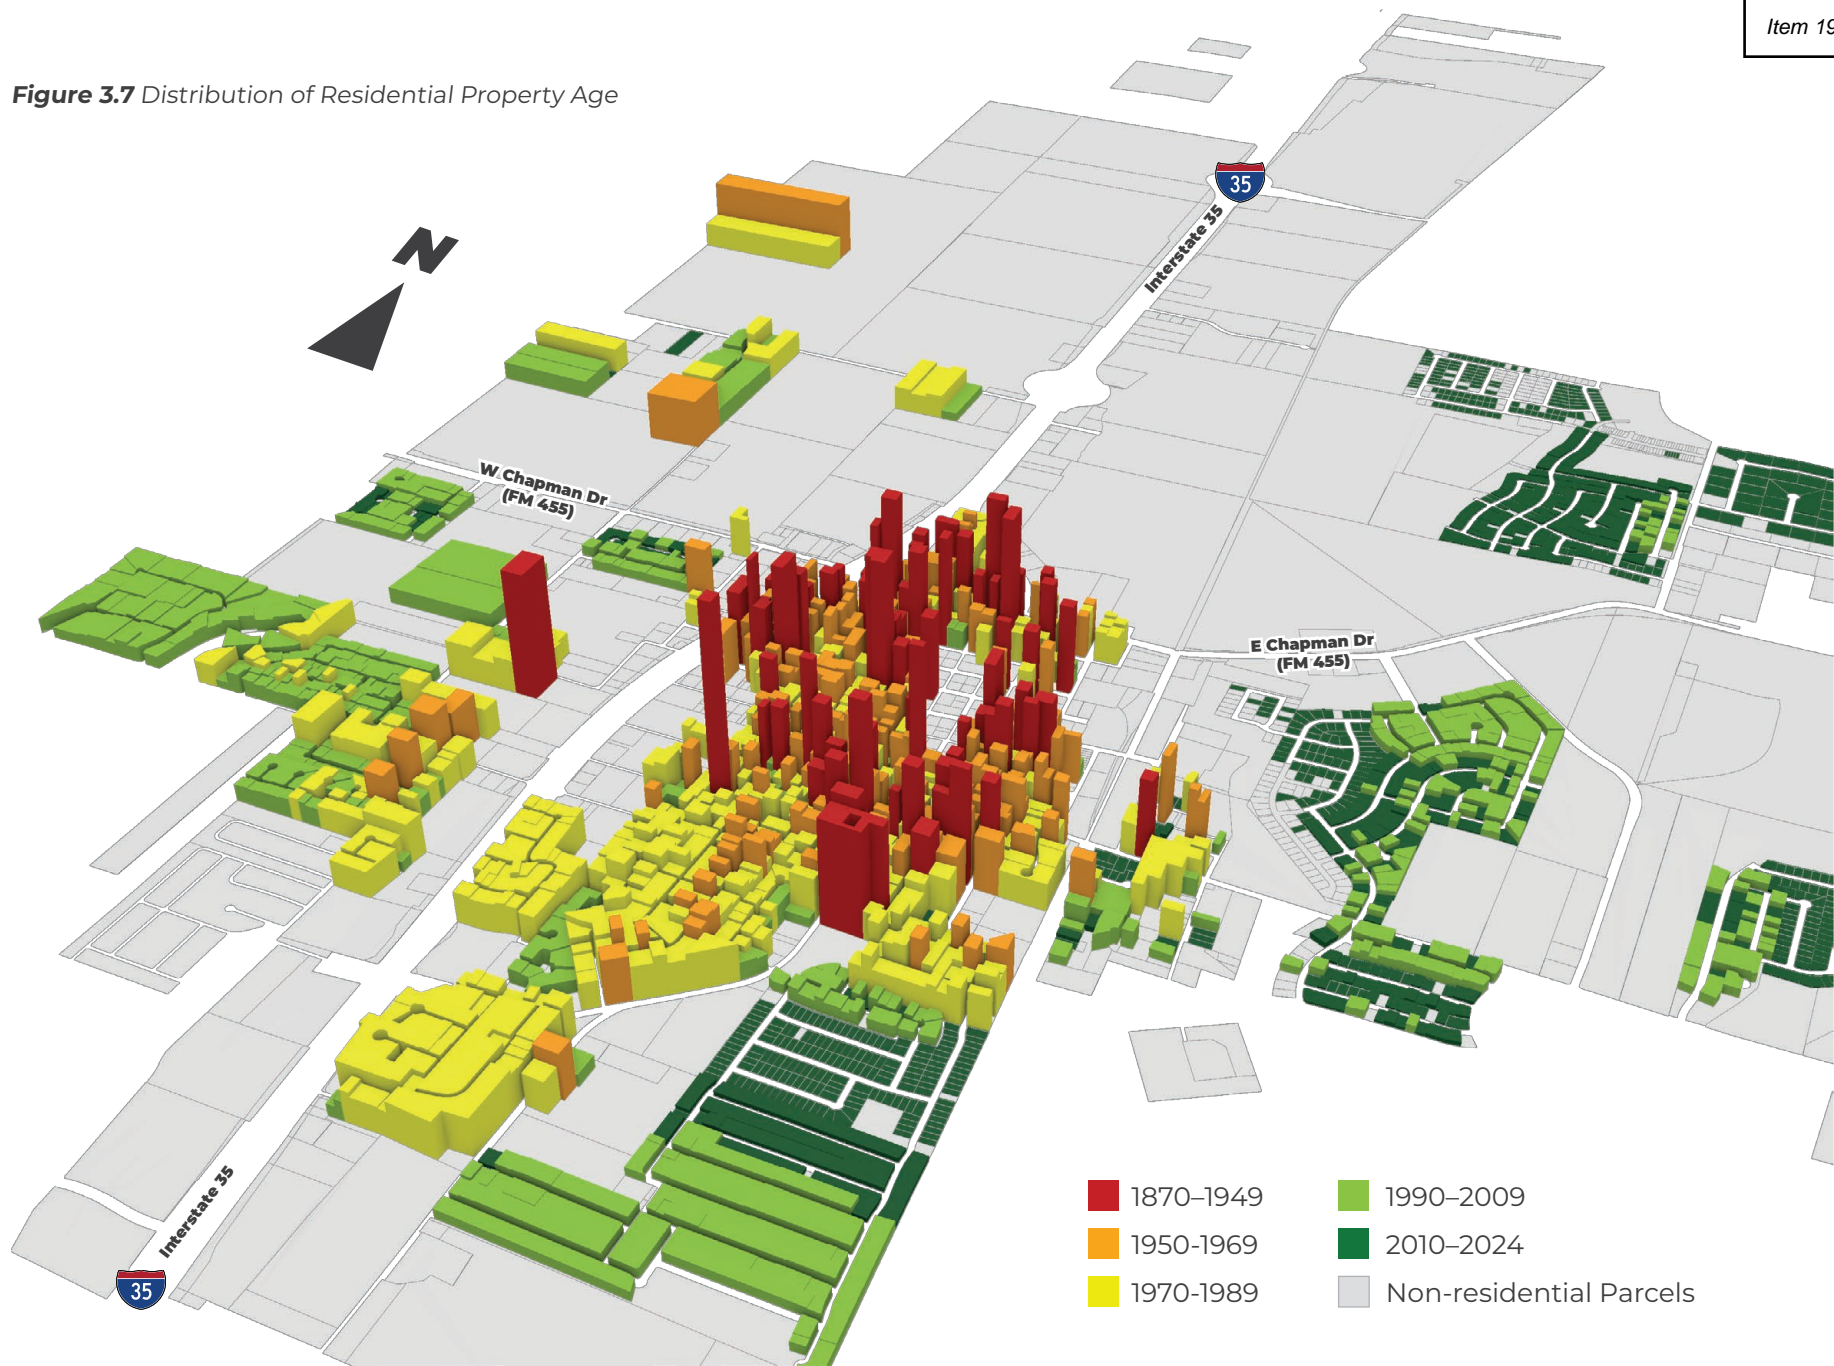 Item 19
Figure 3.7 Distribution of Residential Property Age
35
Interstate 35
N
W Chapman Dr
(FM 455)
E Chapman Dr
(FM 455)
Interstate 35
35
1870–1949
1950-1969
1970-1989
1990–2009
2010–2024
Non-residential Parcels